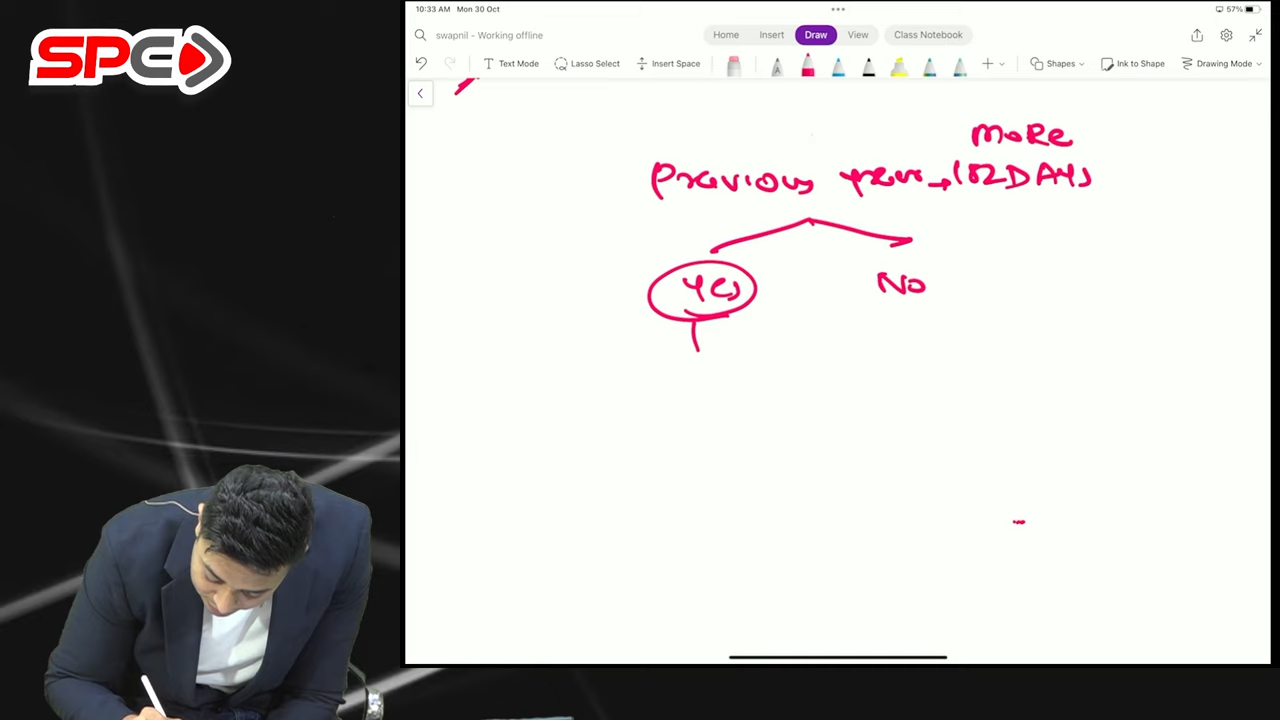 SPED
10:33 AM Mon 30 Oct
57%
swapnil - Working offline
Home Insert Draw View Class Notebook
Text Mode Lasso Select Insert Space Shapes Ink to Shape Drawing Mode
MoRe
Previous year → 182 DAYS
Yes No